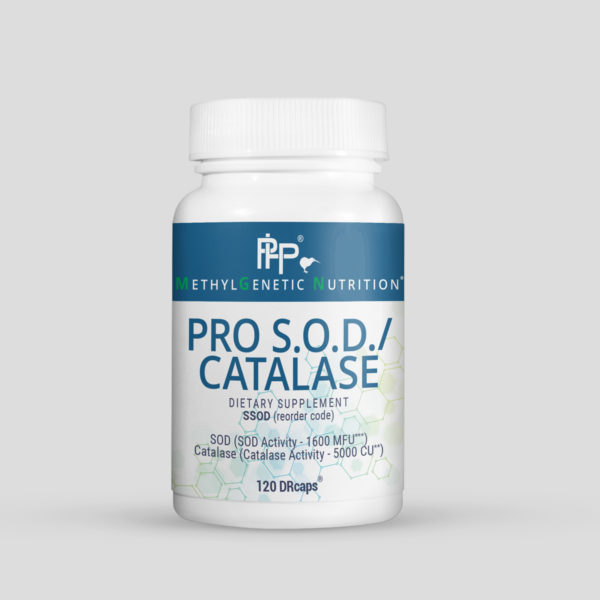 PHP®
METHYLGENETIC NUTRITION®
PRO S.O.D./
CATALASE
DIETARY SUPPLEMENT
SSOD (reorder code)
SOD (SOD Activity - 1600 MFU***)
Catalase (Catalase Activity - 5000 CU**)
120 DRcaps®